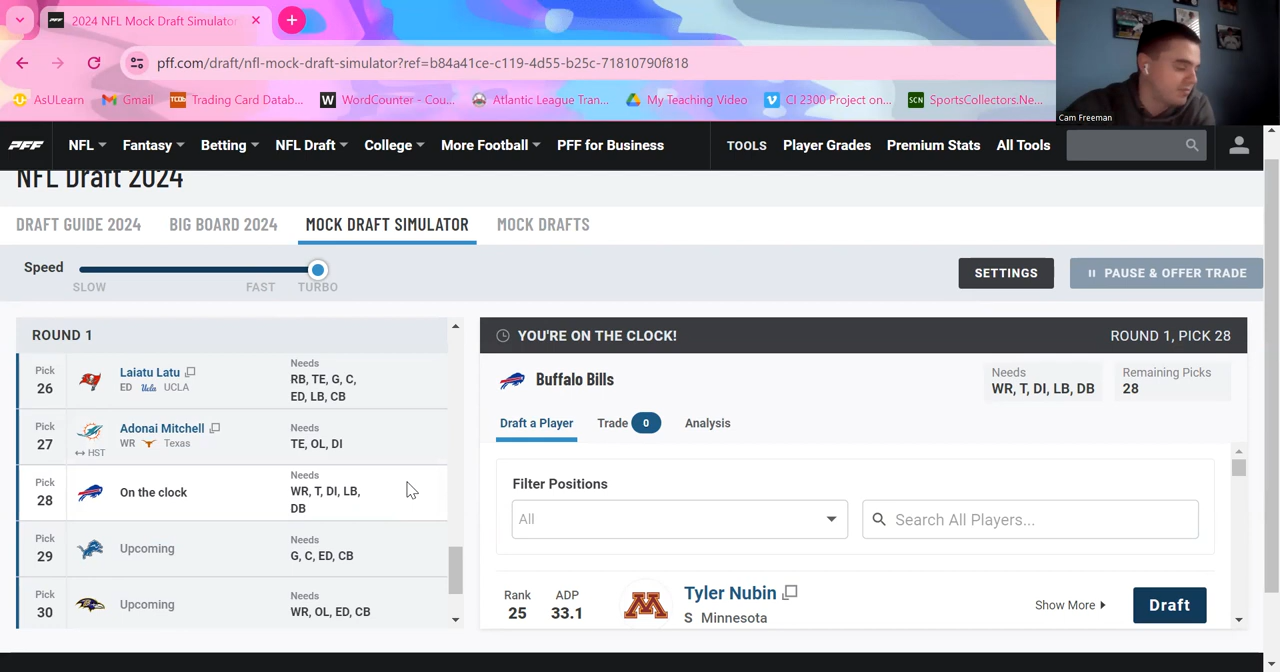 2024 NFL Mock Draft Simulator
pff.com/draft/nfl-mock-draft-simulator?ref=b84a41ce-c119-4d55-b25c-71810790f818
AsULearn
Gmail
Trading Card Datab...
WordCounter - Cou...
Atlantic League Tran...
My Teaching Video
CI 2300 Project on...
SportsCollectors.Ne...
Cam Freeman
PFF
NFL
Fantasy
Betting
NFL Draft
College
More Football
PFF for Business
TOOLS
Player Grades
Premium Stats
All Tools
NFL Draft 2024
DRAFT GUIDE 2024
BIG BOARD 2024
MOCK DRAFT SIMULATOR
MOCK DRAFTS
Speed
SLOW
FAST
TURBO
SETTINGS
PAUSE & OFFER TRADE
ROUND 1
Pick
26
Laiatu Latu
ED Ucla UCLA
Needs
RB, TE, G, C,
ED, LB, CB
Pick
27
HST
Adonai Mitchell
WR Texas
Needs
TE, OL, DI
Pick
28
On the clock
Needs
WR, T, DI, LB,
DB
Pick
29
Upcoming
Needs
G, C, ED, CB
Pick
30
Upcoming
Needs
WR, OL, ED, CB
YOU'RE ON THE CLOCK!
ROUND 1, PICK 28
Buffalo Bills
Needs
WR, T, DI, LB, DB
Remaining Picks
28
Draft a Player
Trade 0
Analysis
Filter Positions
All
Search All Players...
Rank
25
ADP
33.1
Tyler Nubin
S Minnesota
Show More
Draft